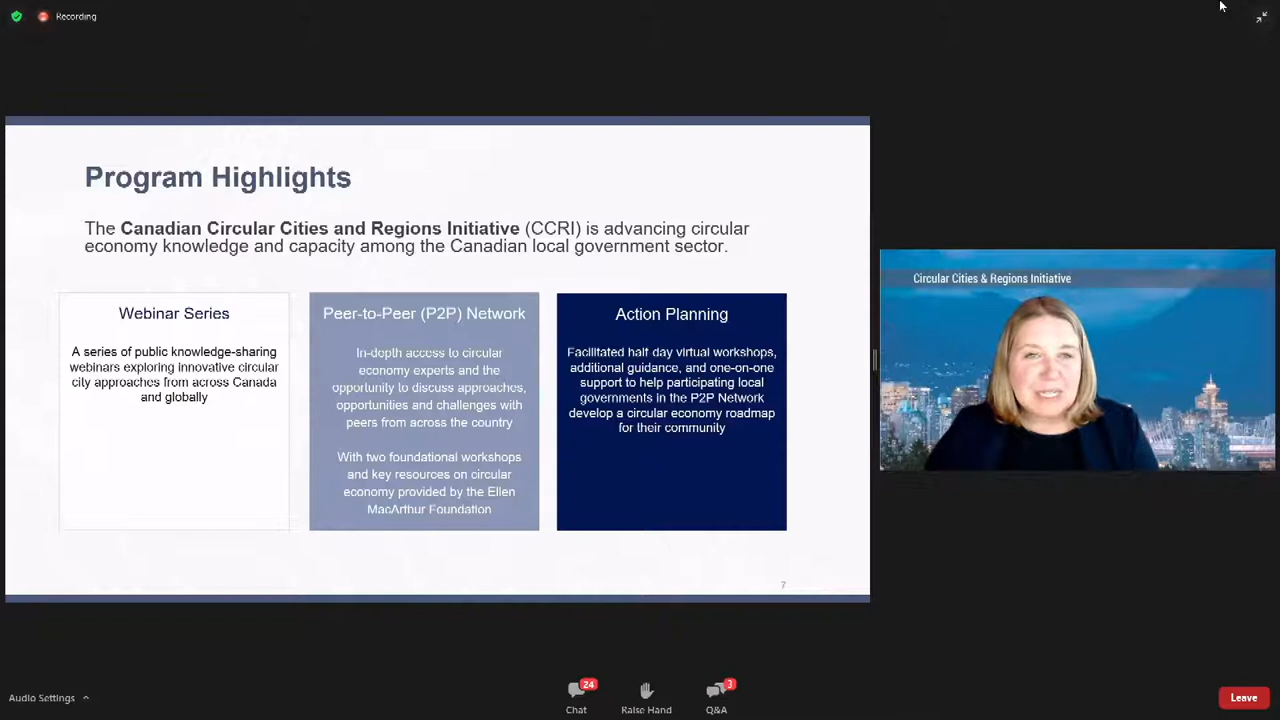 Recording
Program Highlights
The Canadian Circular Cities and Regions Initiative (CCRI) is advancing circular
economy knowledge and capacity among the Canadian local government sector.
Webinar Series
A series of public knowledge-sharing
webinars exploring innovative circular
city approaches from across Canada
and globally
Peer-to-Peer (P2P) Network
In-depth access to circular
economy experts and the
opportunity to discuss approaches,
opportunities and challenges with
peers from across the country
With two foundational workshops
and key resources on circular
economy provided by the Ellen
MacArthur Foundation
Action Planning
Facilitated half day virtual workshops,
additional guidance, and one-on-one
support to help participating local
governments in the P2P Network
develop a circular economy roadmap
for their community
7
Circular Cities & Regions Initiative
Audio Settings
24
Chat
Raise Hand
3
Q&A
Leave